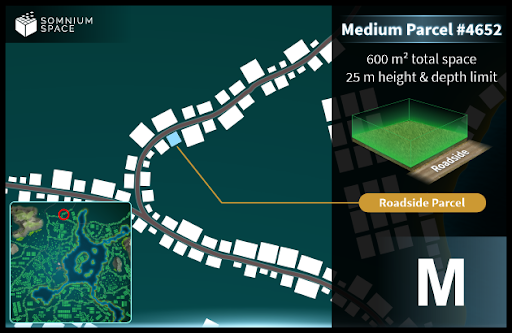 SOMNIUM
SPACE
Medium Parcel #4652
600 m² total space
25 m height & depth limit
Roadside
Roadside Parcel
M